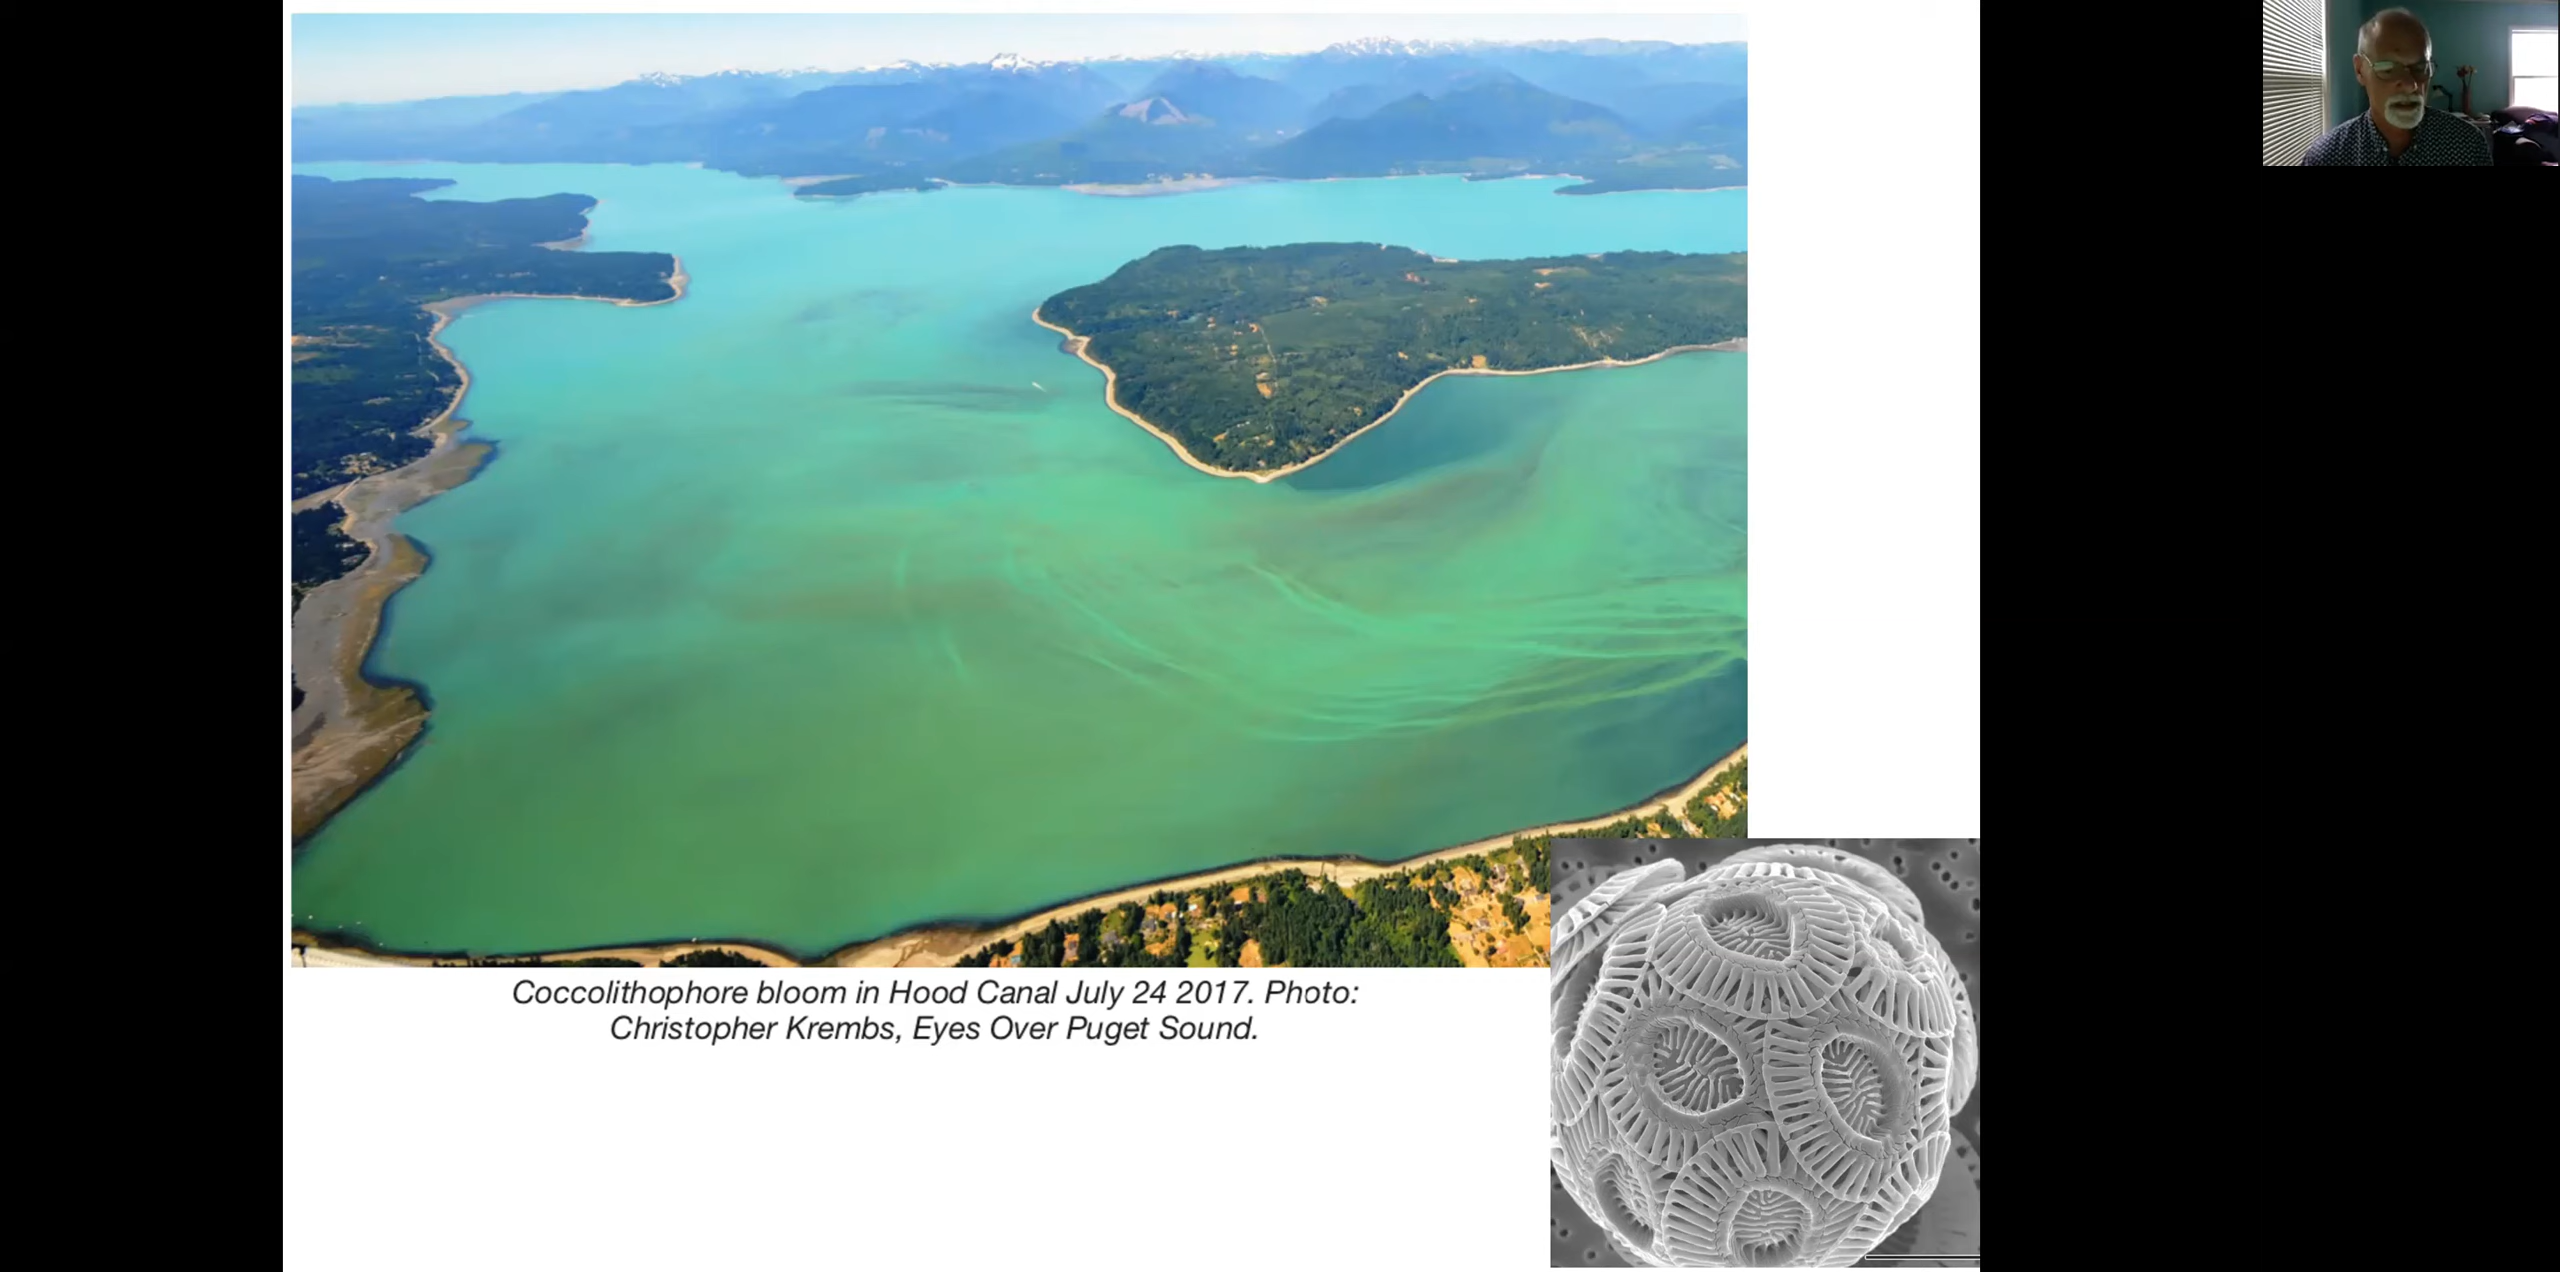 Coccolithophore bloom in Hood Canal July 24 2017. Photo:
Christopher Krembs, Eyes Over Puget Sound.